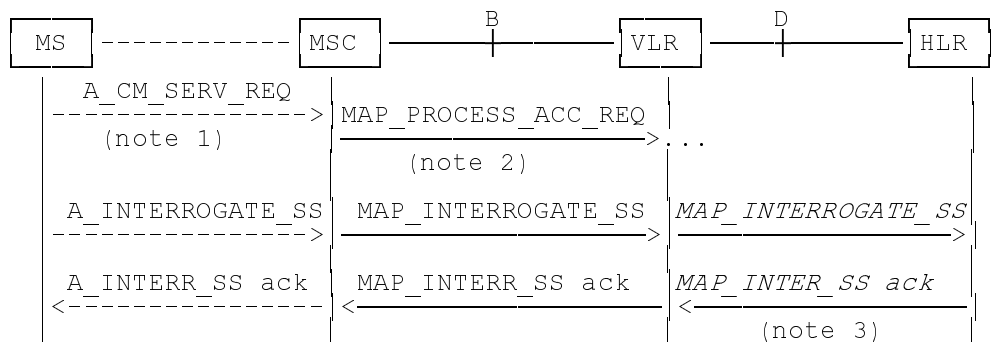 B D
MS MSC VLR HLR
A_CM_SERV_REQ
MAP_PROCESS_ACC_REQ
(note 1) ...
(note 2)
A_INTERROGATE_SS MAP_INTERROGATE_SS MAP_INTERROGATE_SS
A_INTERR_SS ack MAP_INTERR_SS ack MAP_INTER_SS ack
(note 3)